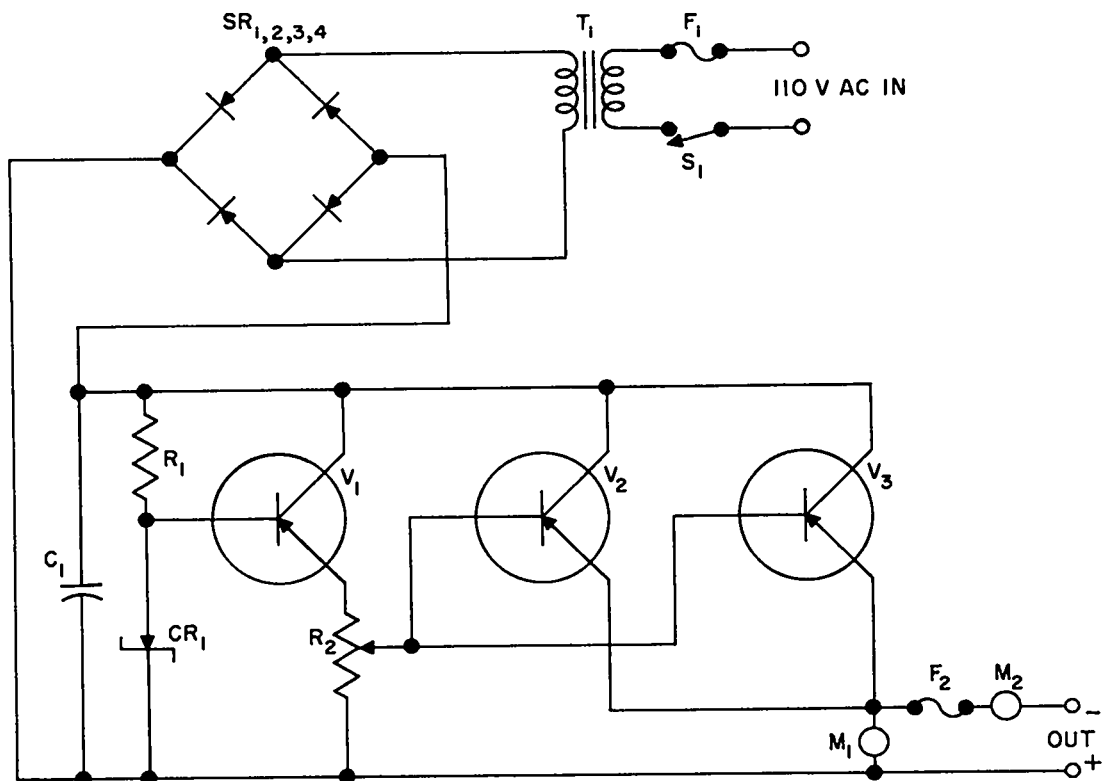 SR1,2,3,4
T1
F1
110 V AC IN
S1
R1
V1
V2
V3
C1
CR1
R2
F2
M2
−
M1
OUT
+